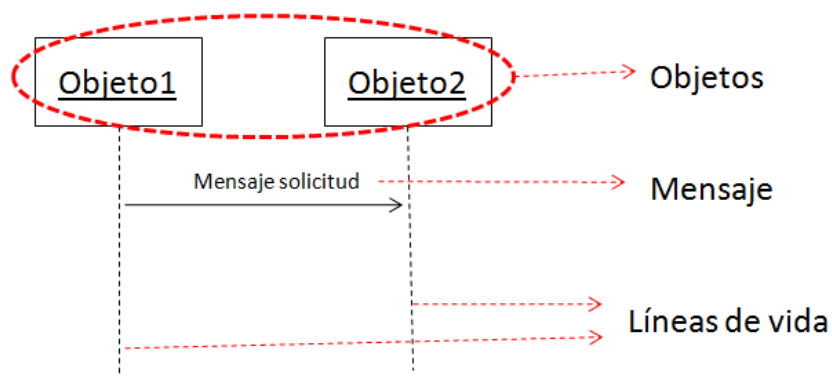 Objeto1
Objeto2
Objetos
Mensaje solicitud
Mensaje
Líneas de vida